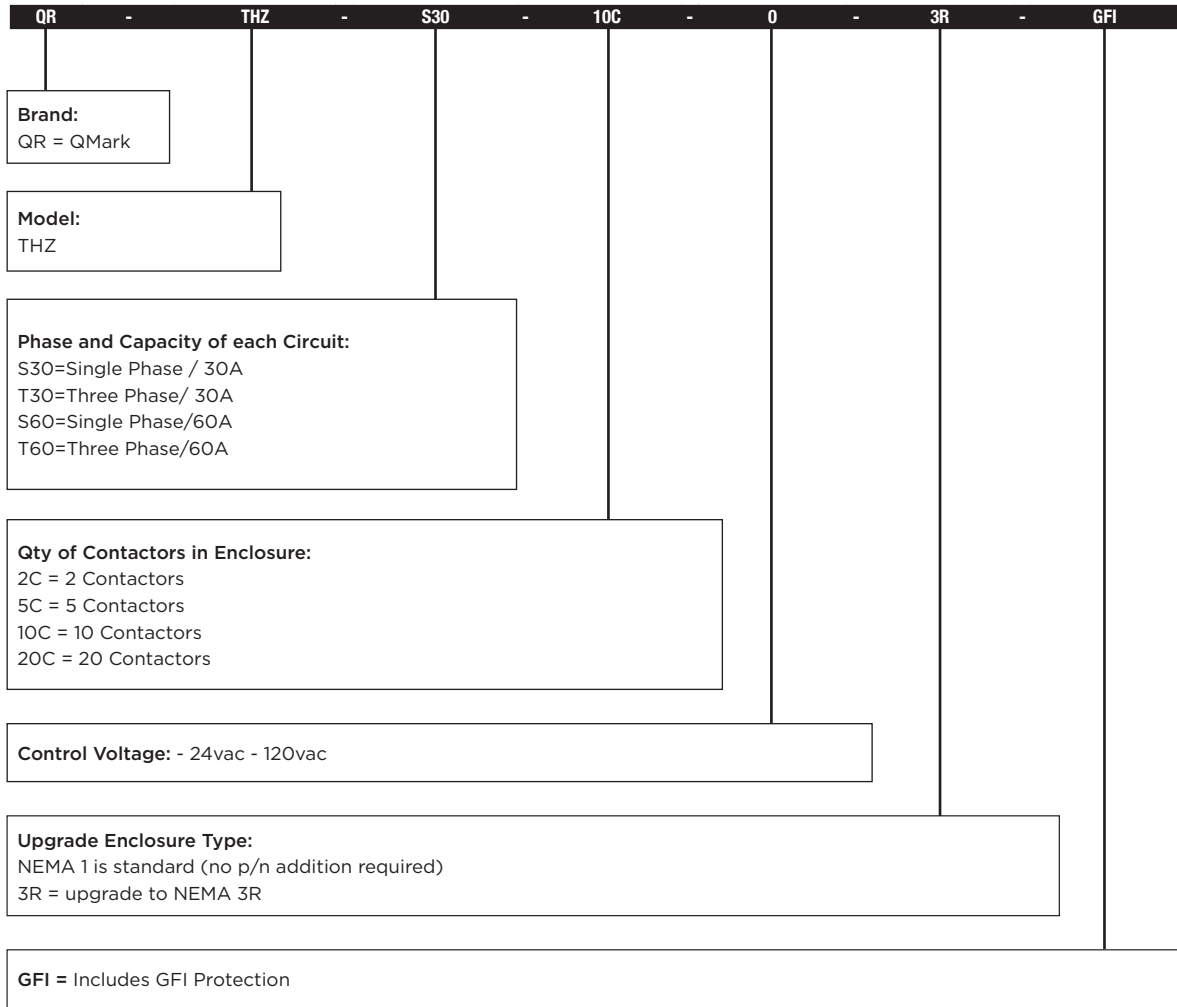 QR - THZ - S30 - 10C - 0 - 3R - GFI
Brand:
QR = QMark
Model:
THZ
Phase and Capacity of each Circuit:
S30=Single Phase / 30A
T30=Three Phase/ 30A
S60=Single Phase/60A
T60=Three Phase/60A
Qty of Contactors in Enclosure:
2C = 2 Contactors
5C = 5 Contactors
10C = 10 Contactors
20C = 20 Contactors
Control Voltage: - 24vac - 120vac
Upgrade Enclosure Type:
NEMA 1 is standard (no p/n addition required)
3R = upgrade to NEMA 3R
GFI = Includes GFI Protection